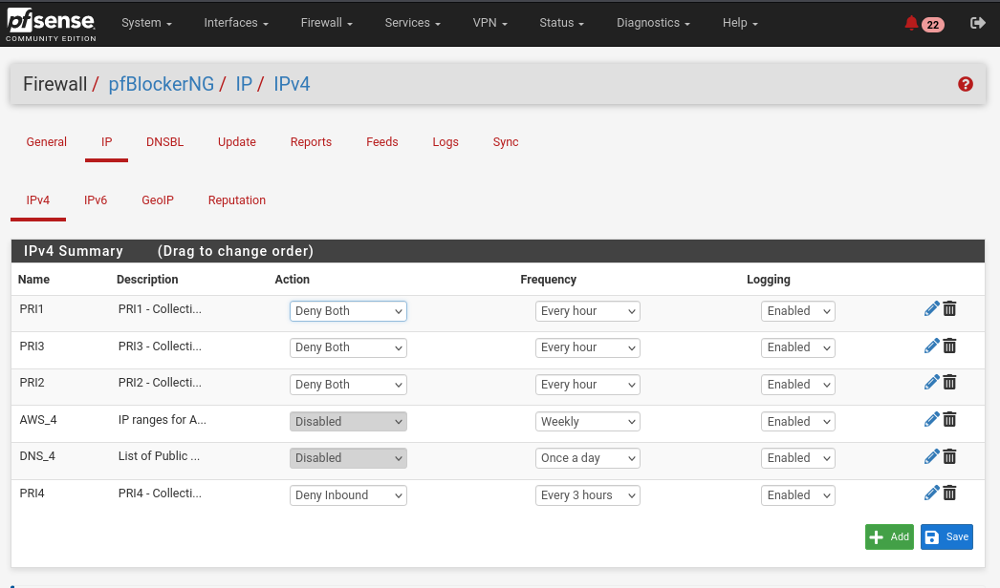 pfsense
COMMUNITY EDITION
System Interfaces Firewall Services VPN Status Diagnostics Help 22
Firewall / pfBlockerNG / IP / IPv4 ?
General IP DNSBL Update Reports Feeds Logs Sync
IPv4 IPv6 GeoIP Reputation
IPv4 Summary (Drag to change order)
Name Description Action Frequency Logging
PRI1 PRI1 - Collecti... Deny Both Every hour Enabled
PRI3 PRI3 - Collecti... Deny Both Every hour Enabled
PRI2 PRI2 - Collecti... Deny Both Every hour Enabled
AWS_4 IP ranges for A... Disabled Weekly Enabled
DNS_4 List of Public ... Disabled Once a day Enabled
PRI4 PRI4 - Collecti... Deny Inbound Every 3 hours Enabled
Add Save